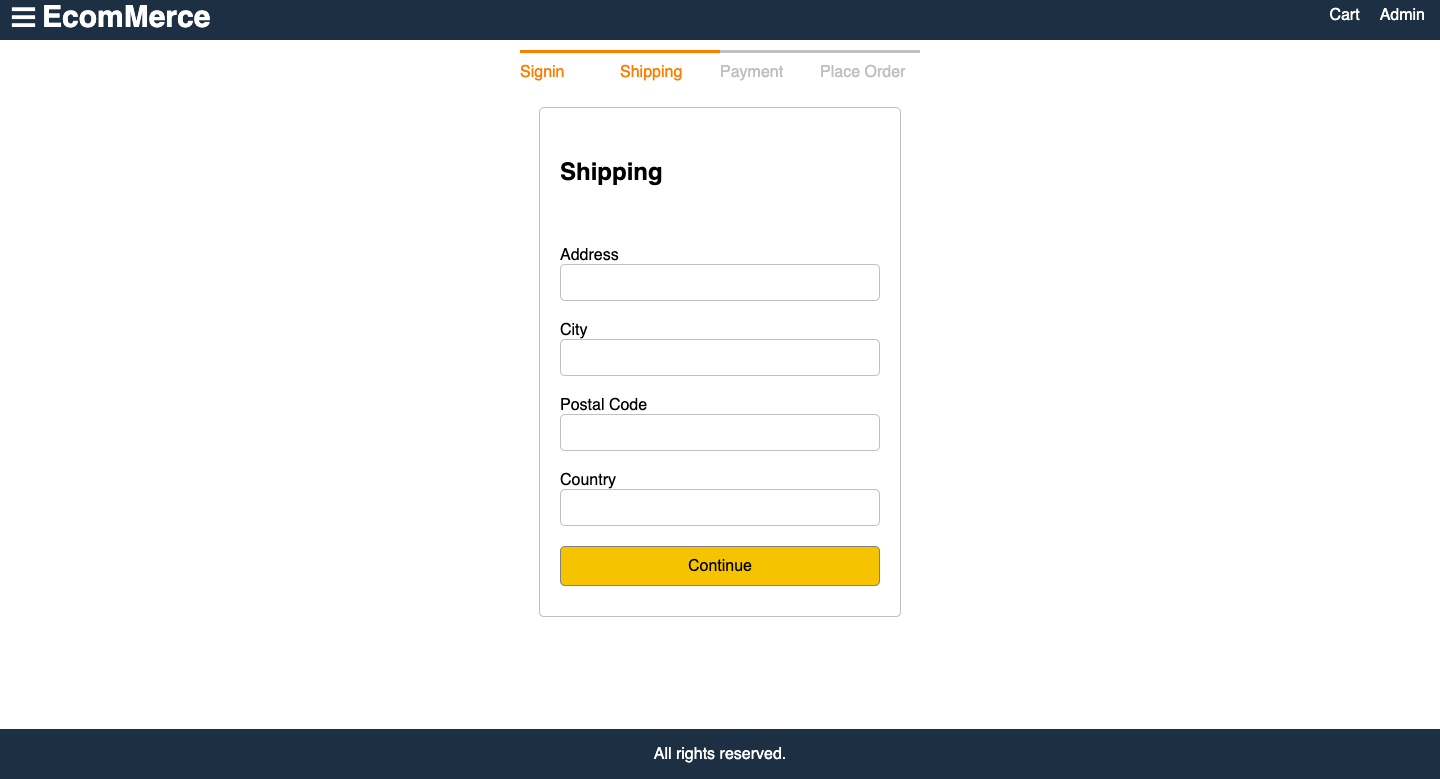 ☰ EcomMerce Cart Admin
Signin Shipping Payment Place Order
Shipping
Address
City
Postal Code
Country
Continue
All rights reserved.